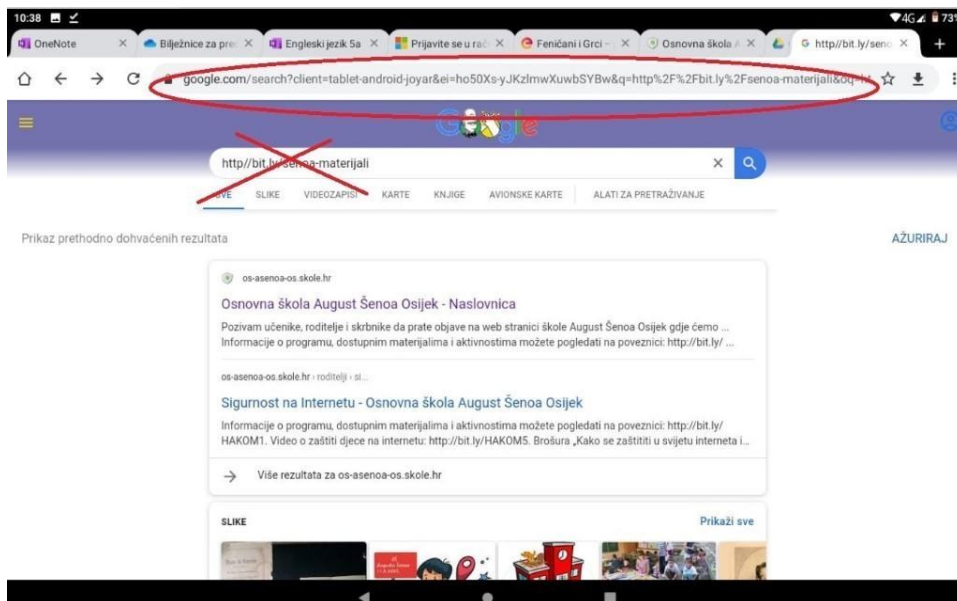 10:38 4G 73%
OneNote Bilježnice za pred Engleski jezik 5a Prijavite se u rač Feničani i Grci – Osnovna škola A http//bit.ly/seno
google.com/search?client=tablet-android-joyar&ei=ho50Xs-yJKzlmwXuwbSYBw&q=http%2F%2Fbit.ly%2Fsenoa-materijali&oq=ht
Google
http//bit.ly/senoa-materijali
SVE SLIKE VIDEOZAPISI KARTE KNJIGE AVIONSKE KARTE ALATI ZA PRETRAŽIVANJE
Prikaz prethodno dohvaćenih rezultata AŽURIRAJ
os-asenoa-os.skole.hr
Osnovna škola August Šenoa Osijek - Naslovnica
Pozivam učenike, roditelje i skrbnike da prate objave na web stranici škole August Šenoa Osijek gdje ćemo ...
Informacije o programu, dostupnim materijalima i aktivnostima možete pogledati na poveznici: http://bit.ly/ ...
os-asenoa-os.skole.hr › roditelji › si...
Sigurnost na Internetu - Osnovna škola August Šenoa Osijek
Informacije o programu, dostupnim materijalima i aktivnostima možete pogledati na poveznici: http://bit.ly/
HAKOM1. Video o zaštiti djece na internetu: http://bit.ly/HAKOM5. Brošura „Kako se zaštititi u svijetu interneta i...
Više rezultata za os-asenoa-os.skole.hr
SLIKE Prikaži sve